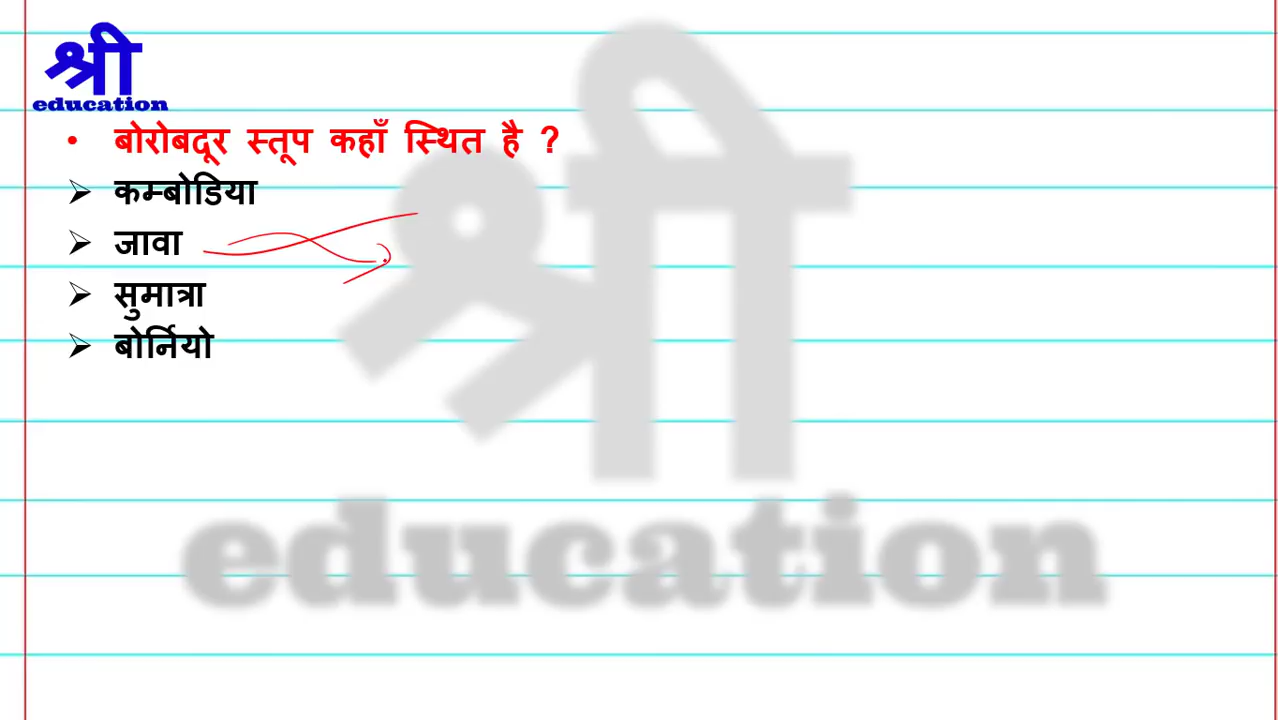 श्री
education
• बोरोबदूर स्तूप कहाँ स्थित है ?
➢ कम्बोडिया
➢ जावा
➢ सुमात्रा
➢ बोर्नियो
श्री
education